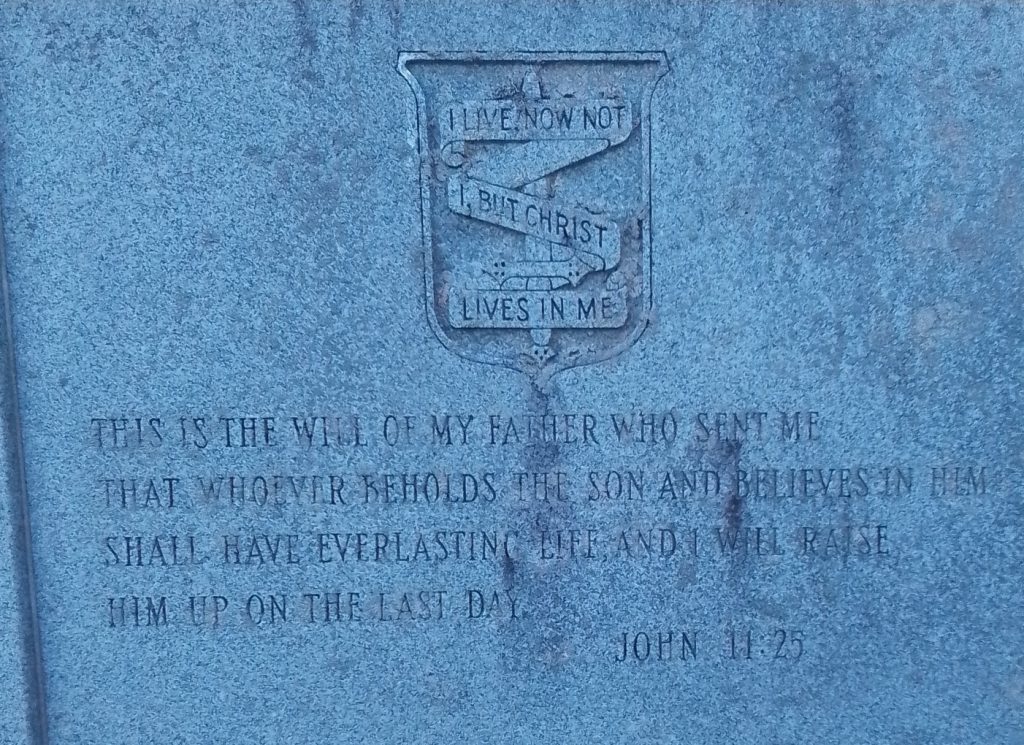 I LIVE, NOW NOT
I, BUT CHRIST
LIVES IN ME
THIS IS THE WILL OF MY FATHER WHO SENT ME
THAT WHOEVER BEHOLDS THE SON AND BELIEVES IN HIM
SHALL HAVE EVERLASTING LIFE, AND I WILL RAISE
HIM UP ON THE LAST DAY.
JOHN 11:25